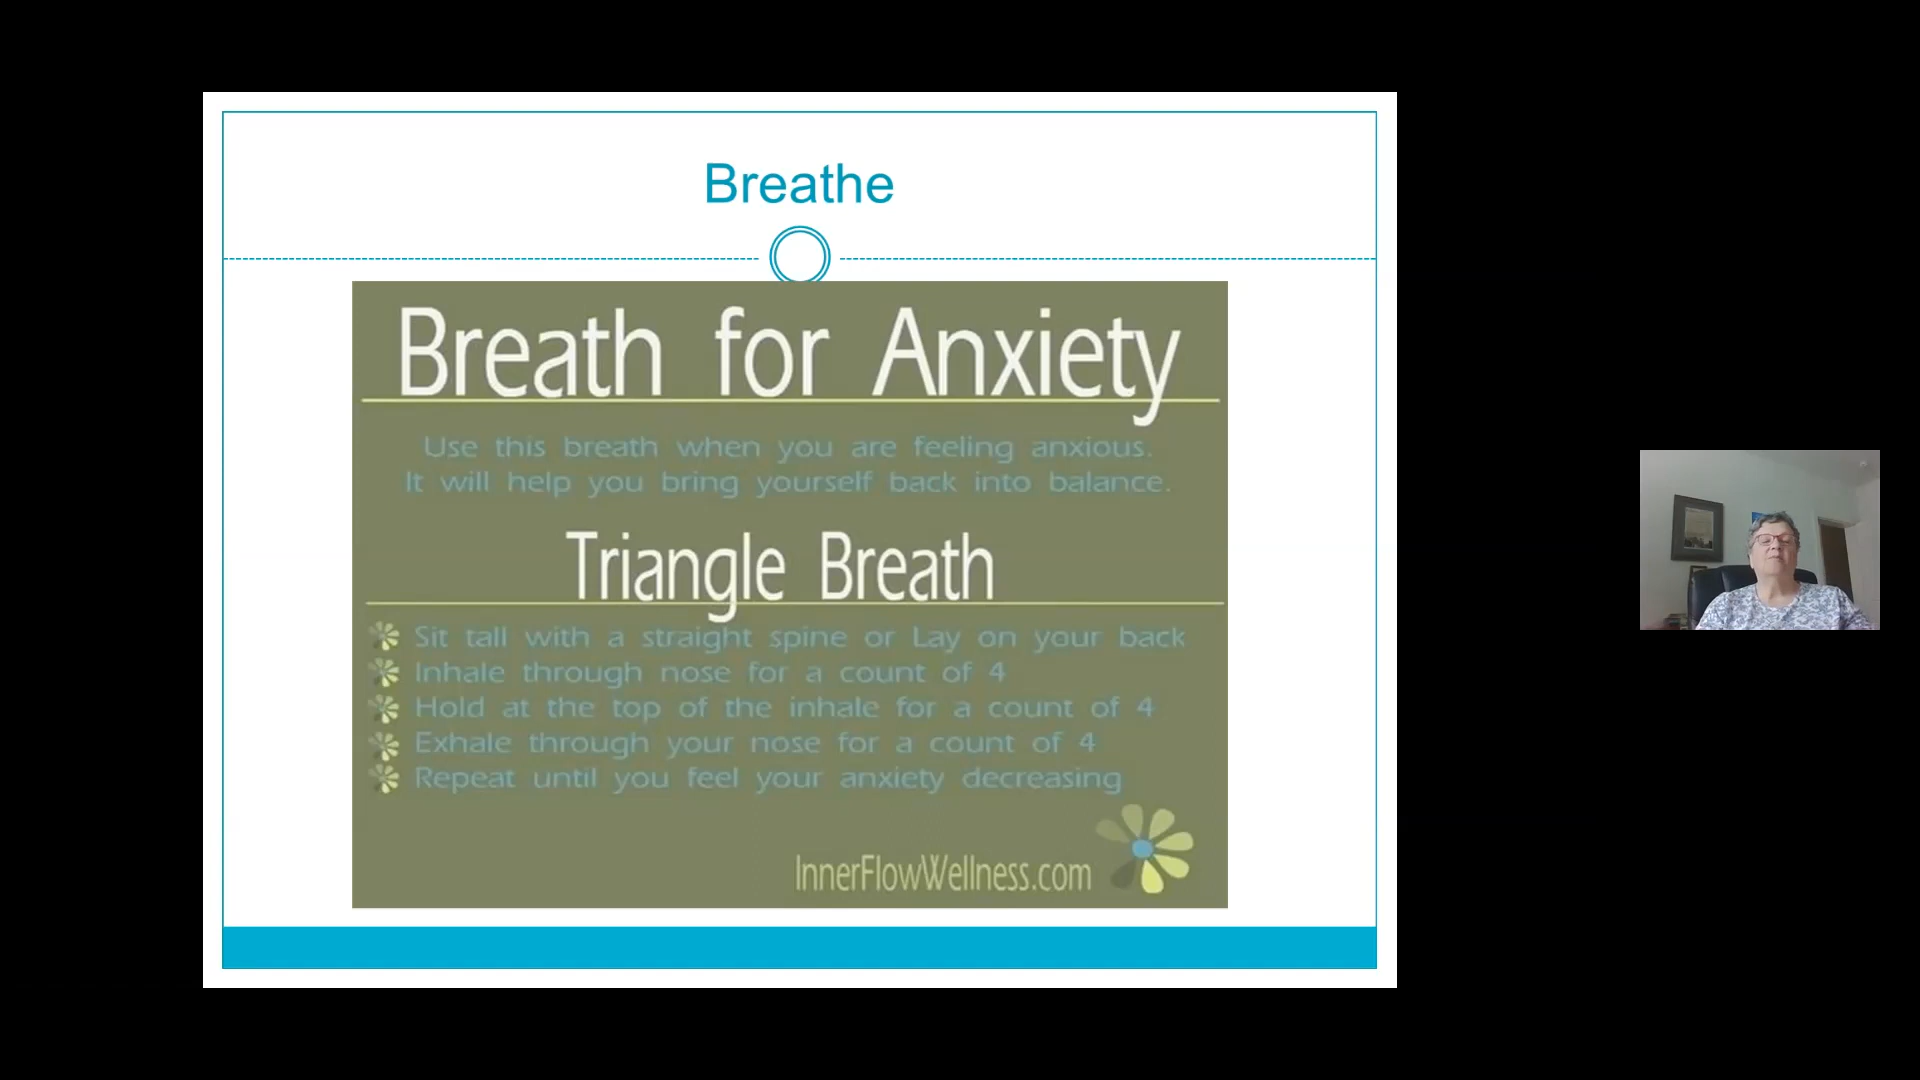 Breathe
Breath for Anxiety
Use this breath when you are feeling anxious.
It will help you bring yourself back into balance.
Triangle Breath
Sit tall with a straight spine or Lay on your back
Inhale through nose for a count of 4
Hold at the top of the inhale for a count of 4
Exhale through your nose for a count of 4
Repeat until you feel your anxiety decreasing
InnerFlowWellness.com